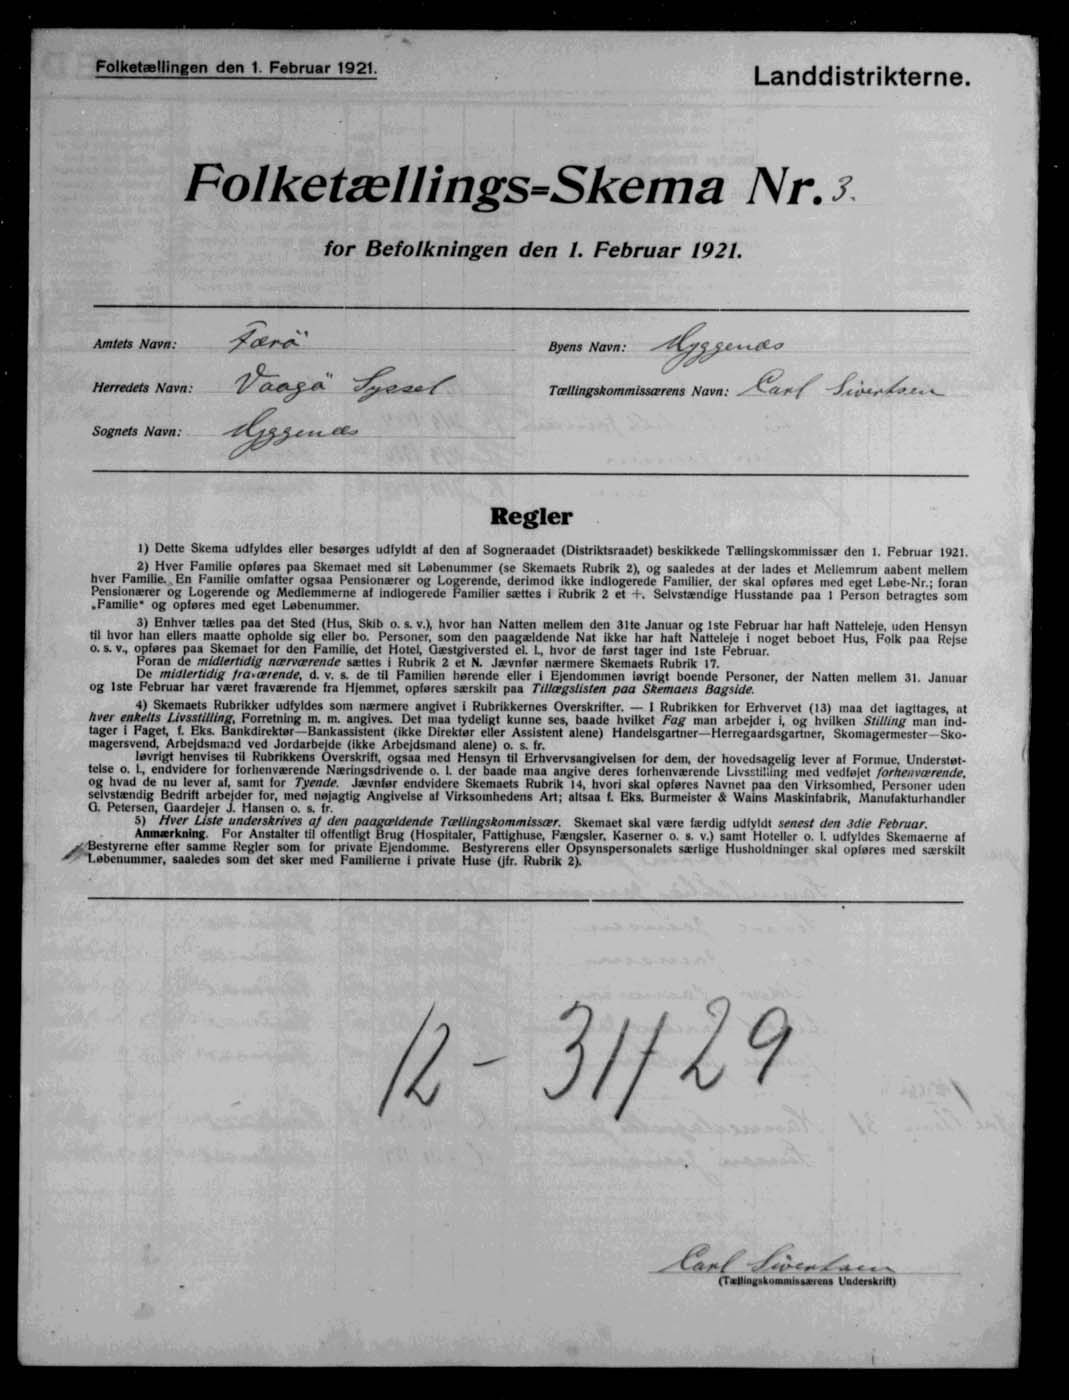 Folketællingen den 1. Februar 1921.
Landdistrikterne.
Folketællings=Skema Nr. 3.
for Befolkningen den 1. Februar 1921.
Amtets Navn: Færö
Byens Navn: Myggenæs
Herredets Navn: Vaagö Syssel
Tællingskommissærens Navn: Carl Sivertsen
Sognets Navn: Myggenæs
Regler
1) Dette Skema udfyldes eller besørges udfyldt af den af Sogneraadet (Distriktsraadet) beskikkede Tællingskommissær den 1. Februar 1921.
2) Hver Familie opføres paa Skemaet med sit Løbenummer (se Skemaets Rubrik 2), og saaledes at der lades et Mellemrum aabent mellem
hver Familie. En Familie omfatter ogsaa Pensionærer og Logerende, derimod ikke indlogerede Familier, der skal opføres med eget Løbe-Nr.; foran
Pensionærer og Logerende og Medlemmerne af indlogerede Familier sættes i Rubrik 2 et +. Selvstændige Husstande paa 1 Person betragtes som
„Familie" og opføres med eget Løbenummer.
3) Enhver tælles paa det Sted (Hus, Skib o. s. v.), hvor han Natten mellem den 31te Januar og 1ste Februar har haft Natteleje, uden Hensyn
til hvor han ellers maatte opholde sig eller bo. Personer, som den paagældende Nat ikke har haft Natteleje i noget beboet Hus, Folk paa Rejse
o. s. v., opføres paa Skemaet for den Familie, det Hotel, Gæstgiversted el. l., hvor de først tager ind 1ste Februar.
Foran de midlertidig nærværende sættes i Rubrik 2 et N. Jævnfør nærmere Skemaets Rubrik 17.
De midlertidig fraværende, d. v. s. de til Familien hørende eller i Ejendommen iøvrigt boende Personer, der Natten mellem 31. Januar
og 1ste Februar har været fraværende fra Hjemmet, opføres særskilt paa Tillægslisten paa Skemaets Bagside.
4) Skemaets Rubrikker udfyldes som nærmere angivet i Rubrikkernes Overskrifter. — I Rubrikken for Erhvervet (13) maa det iagttages, at
hver enkelts Livsstilling, Forretning m. m. angives. Det maa tydeligt kunne ses, baade hvilket Fag man arbejder i, og hvilken Stilling man ind-
tager i Faget, f. Eks. Bankdirektør—Bankassistent (ikke Direktør eller Assistent alene) Handelsgartner—Herregaardsgartner, Skomagermester—Sko-
magersvend, Arbejdsmand ved Jordarbejde (ikke Arbejdsmand alene) o. s. fr.
Iøvrigt henvises til Rubrikkens Overskrift, ogsaa med Hensyn til Erhvervsangivelsen for dem, der hovedsagelig lever af Formue, Understøt-
telse o. l., endvidere for forhenværende Næringsdrivende o. l. der baade maa angive deres forhenværende Livsstilling med vedføjet forhenværende,
og hvad de nu lever af, samt for Tyende. Jævnfør endvidere Skemaets Rubrik 14, hvori skal opføres Navnet paa den Virksomhed, Personer uden
selvstændig Bedrift arbejder for, med nøjagtig Angivelse af Virksomhedens Art; altsaa f. Eks. Burmeister & Wains Maskinfabrik, Manufakturhandler
G. Petersen, Gaardejer J. Hansen o. s. fr.
5) Hver Liste underskrives af den paagældende Tællingskommissær. Skemaet skal være færdig udfyldt senest den 3die Februar.
Anmærkning. For Anstalter til offentligt Brug (Hospitaler, Fattighuse, Fængsler, Kaserner o. s. v.) samt Hoteller o. l. udfyldes Skemaerne af
Bestyrerne efter samme Regler som for private Ejendomme. Bestyrerens eller Opsynspersonalets særlige Husholdninger skal opføres med særskilt
Løbenummer, saaledes som det sker med Familierne i private Huse (jfr. Rubrik 2).
12 - 31/129
Carl Sivertsen
(Tællingskommissærens Underskrift)